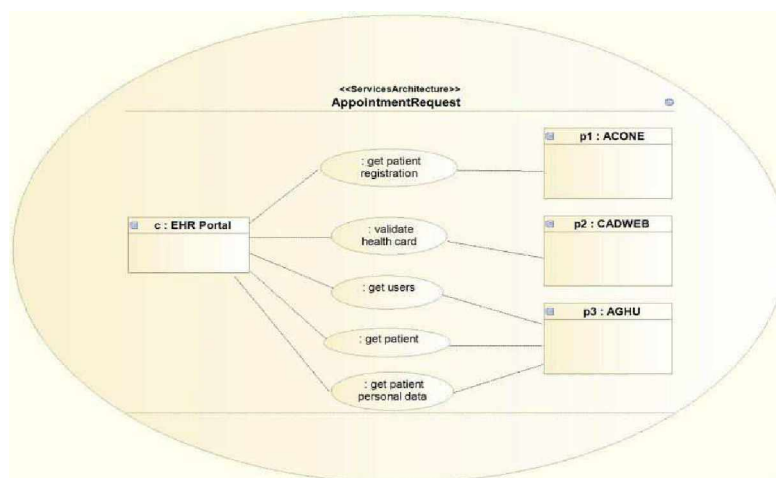 <<ServicesArchitecture>>
AppointmentRequest
p1 : ACONE
: get patient
registration
c : EHR Portal
: validate
health card
p2 : CADWEB
: get users
p3 : AGHU
: get patient
: get patient
personal data